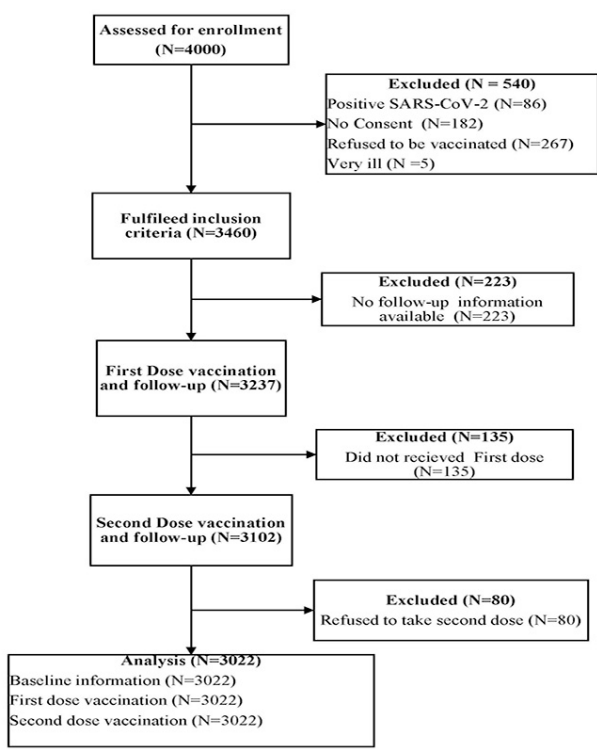 Assessed for enrollment
(N=4000)
Excluded (N = 540)
Positive SARS-CoV-2 (N=86)
No Consent (N=182)
Refused to be vaccinated (N=267)
Very ill (N =5)
Fulfileed inclusion
criteria (N=3460)
Excluded (N=223)
No follow-up information
available (N=223)
First Dose vaccination
and follow-up (N=3237)
Excluded (N=135)
Did not recieved First dose
(N=135)
Second Dose vaccination
and follow-up (N=3102)
Excluded (N=80)
Refused to take second dose (N=80)
Analysis (N=3022)
Baseline information (N=3022)
First dose vaccination (N=3022)
Second dose vaccination (N=3022)